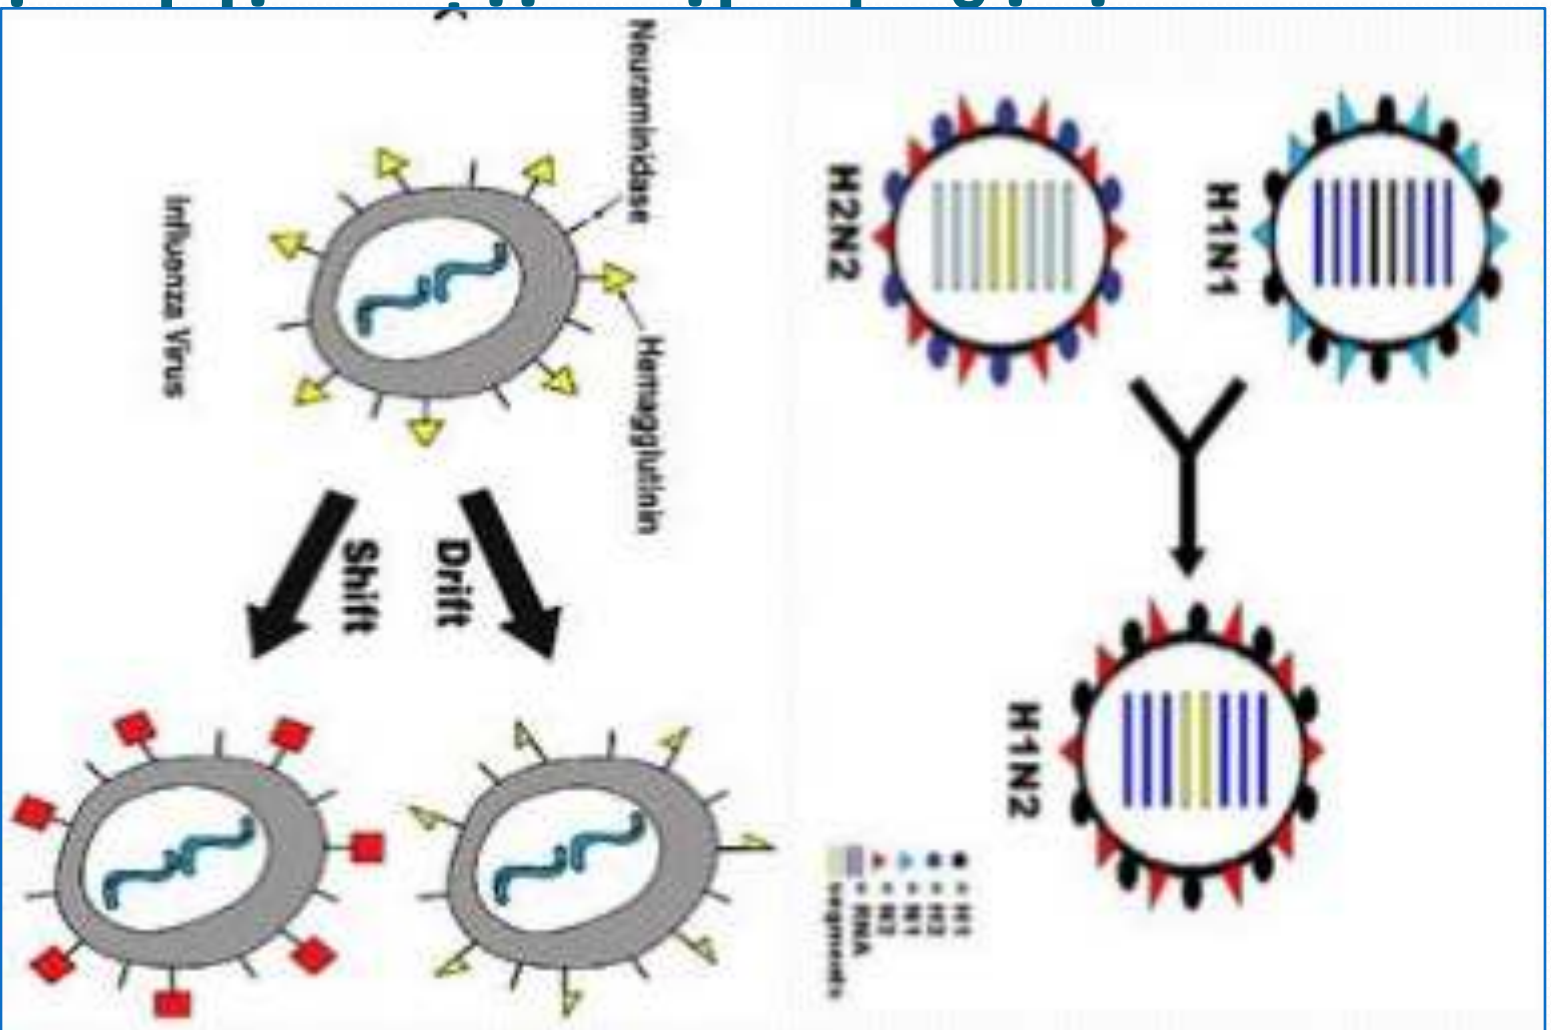 Neuraminidase
Hemagglutinin
Influenza Virus
Drift
Shift
H1N1
H2N2
H1N2
= H1
= H2
= N1
= N2
= RNA
segments